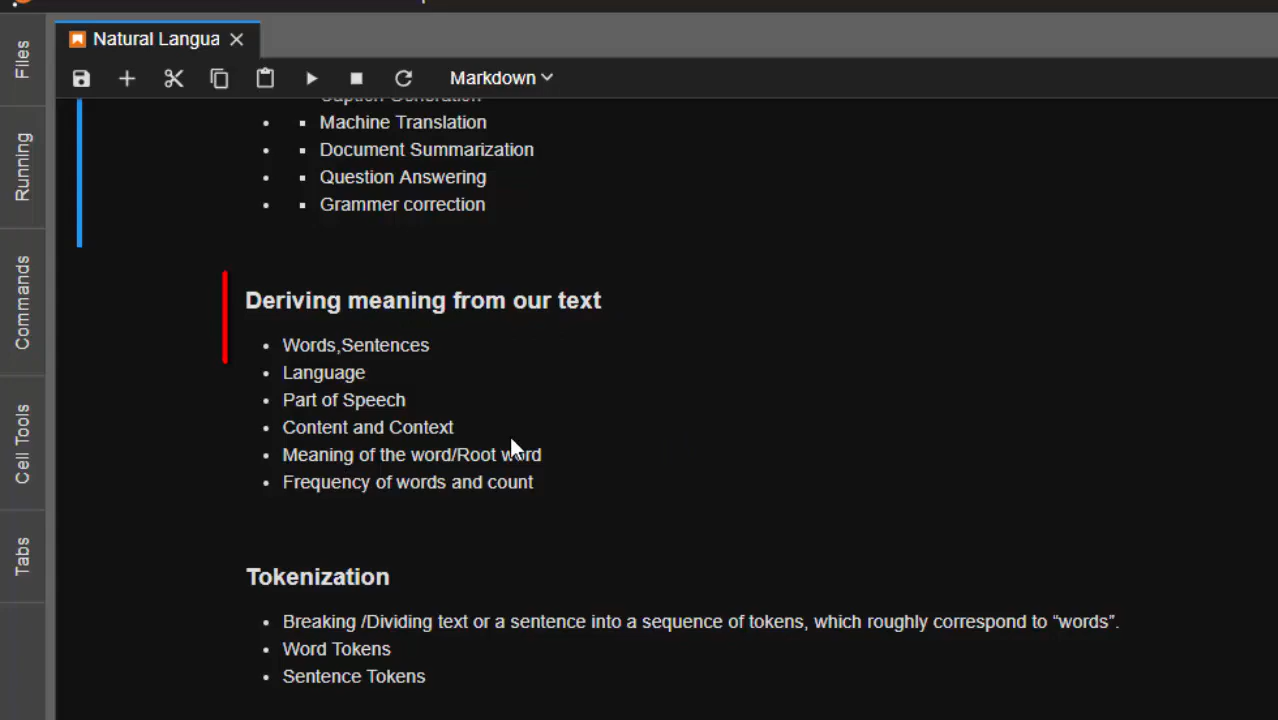 Natural Langua
Markdown
Files
Running
Commands
Cell Tools
Tabs
Caption Generation
Machine Translation
Document Summarization
Question Answering
Grammer correction
Deriving meaning from our text
Words,Sentences
Language
Part of Speech
Content and Context
Meaning of the word/Root word
Frequency of words and count
Tokenization
Breaking /Dividing text or a sentence into a sequence of tokens, which roughly correspond to “words”.
Word Tokens
Sentence Tokens